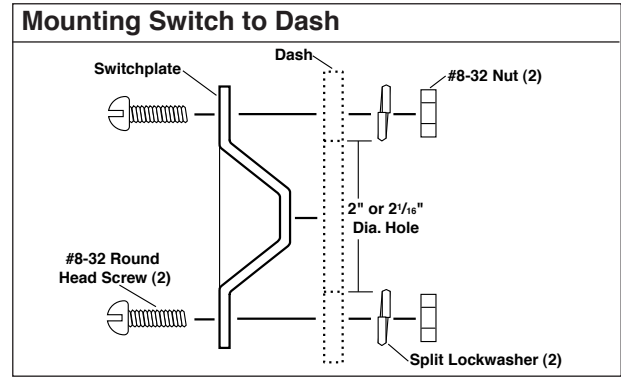 Mounting Switch to Dash
Dash
Switchplate
#8-32 Nut (2)
2" or 2 1/16"
Dia. Hole
#8-32 Round
Head Screw (2)
Split Lockwasher (2)